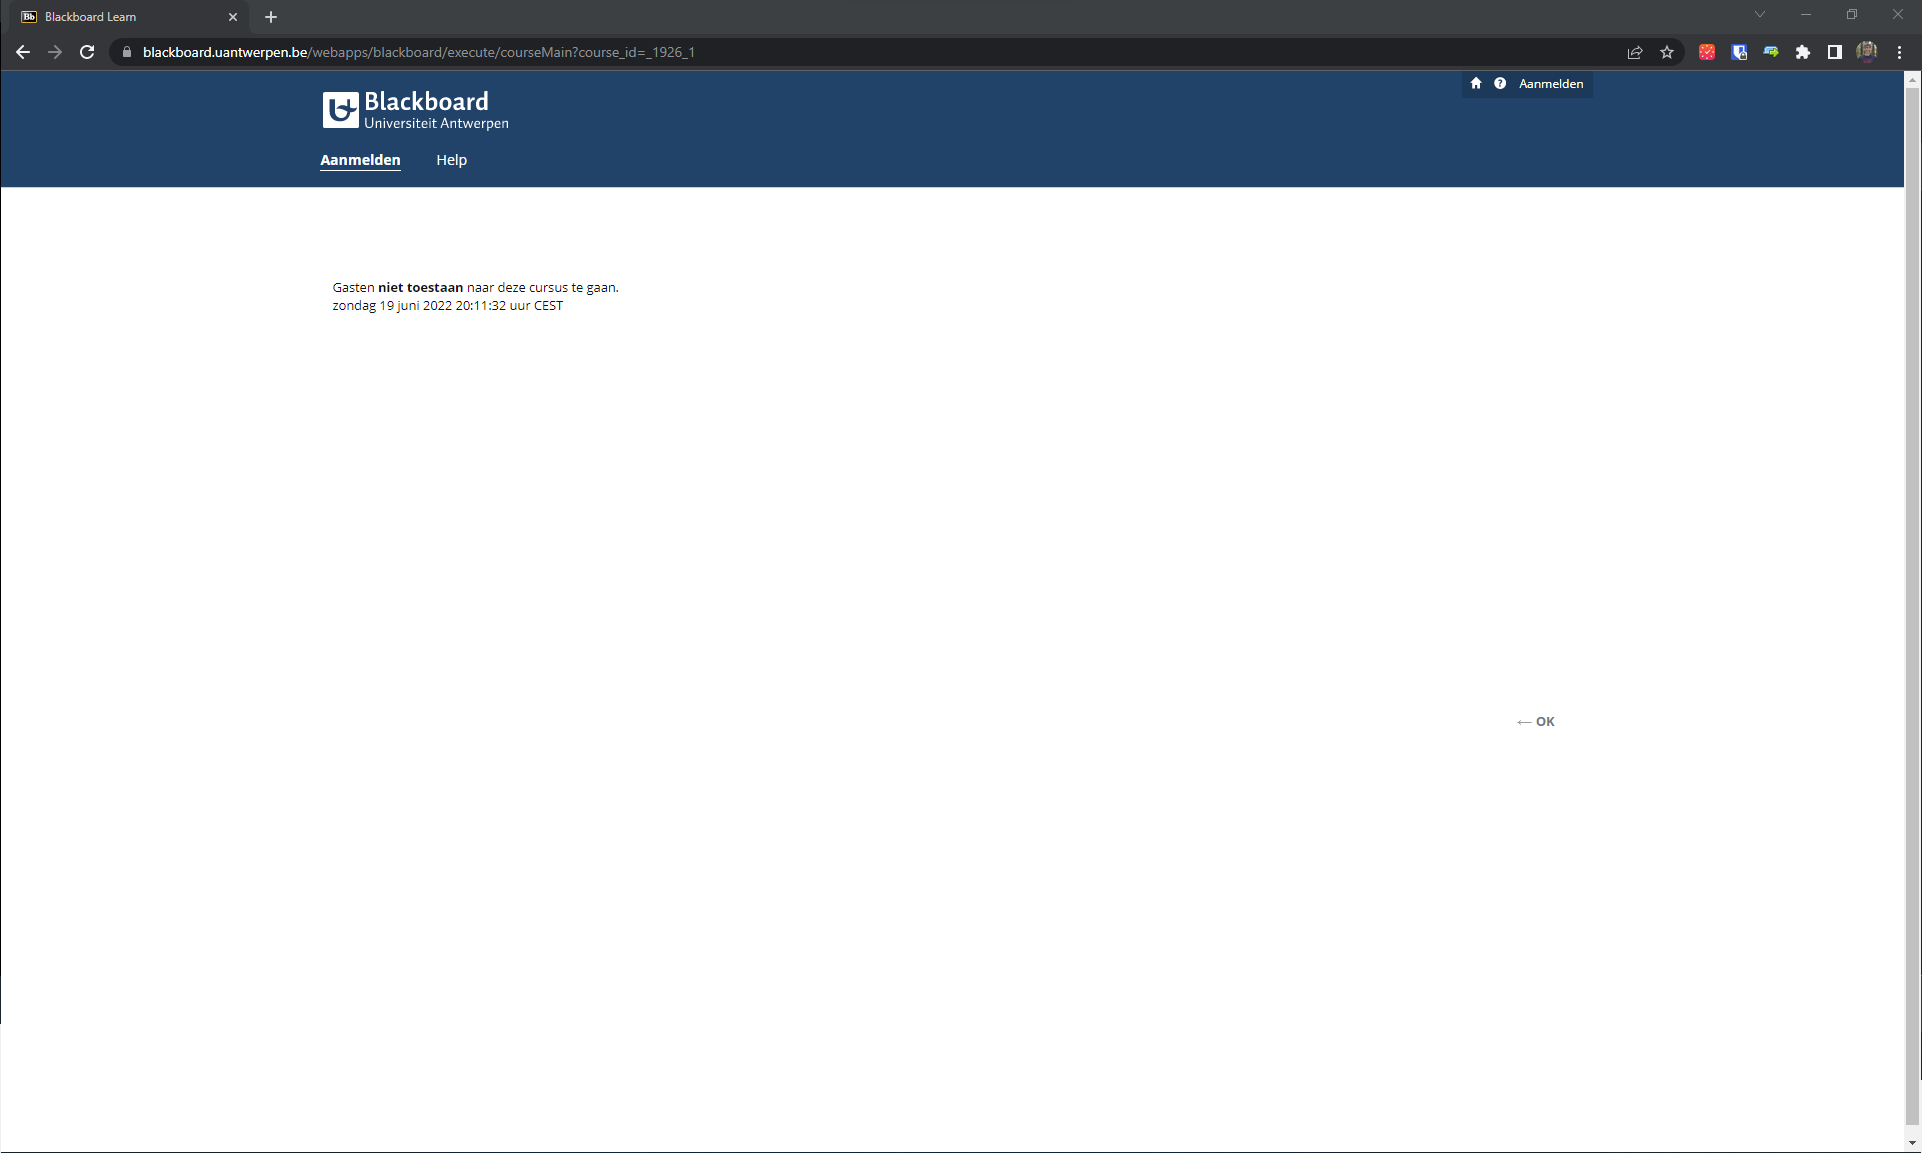 Bb Blackboard Learn
blackboard.uantwerpen.be/webapps/blackboard/execute/courseMain?course_id=_1926_1
Aanmelden
Blackboard
Universiteit Antwerpen
Aanmelden Help
Gasten niet toestaan naar deze cursus te gaan.
zondag 19 juni 2022 20:11:32 uur CEST
← OK